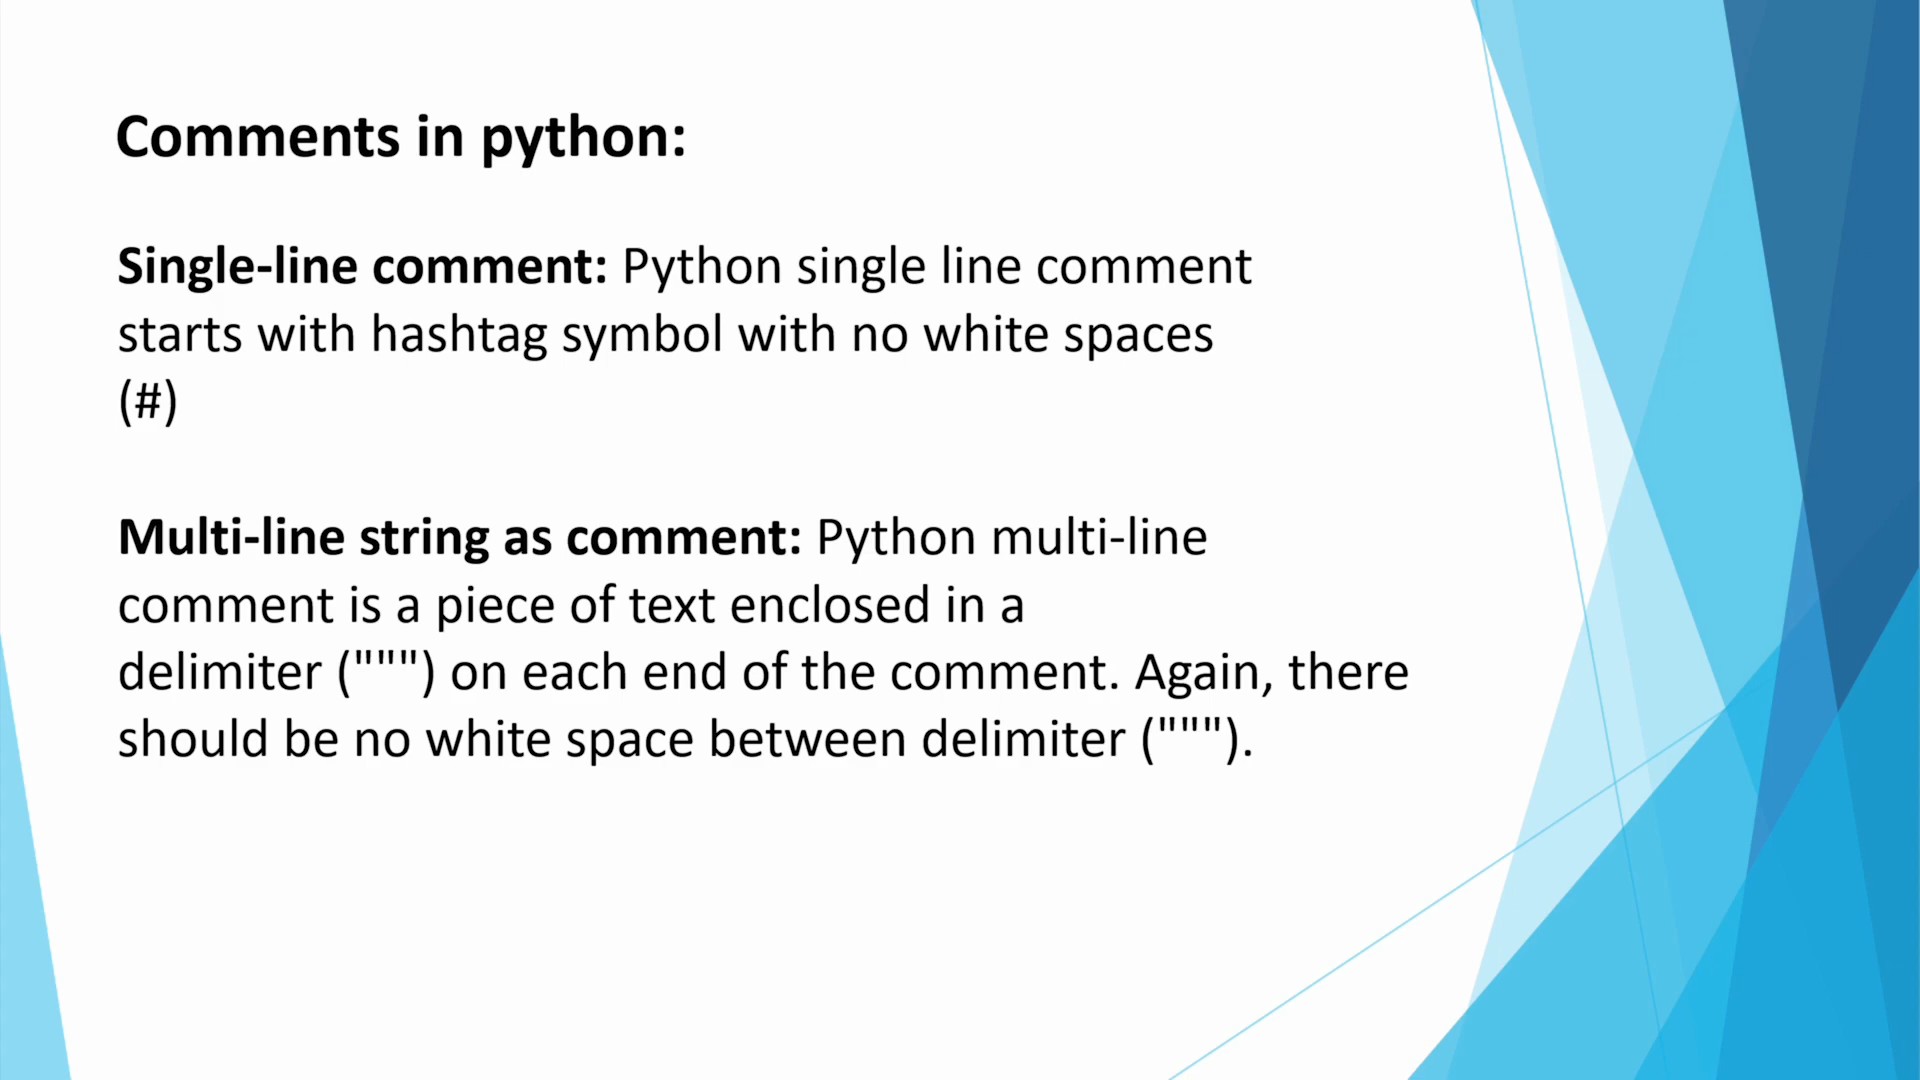 Comments in python:
Single-line comment: Python single line comment
starts with hashtag symbol with no white spaces
(#)
Multi-line string as comment: Python multi-line
comment is a piece of text enclosed in a
delimiter (""") on each end of the comment. Again, there
should be no white space between delimiter (""").